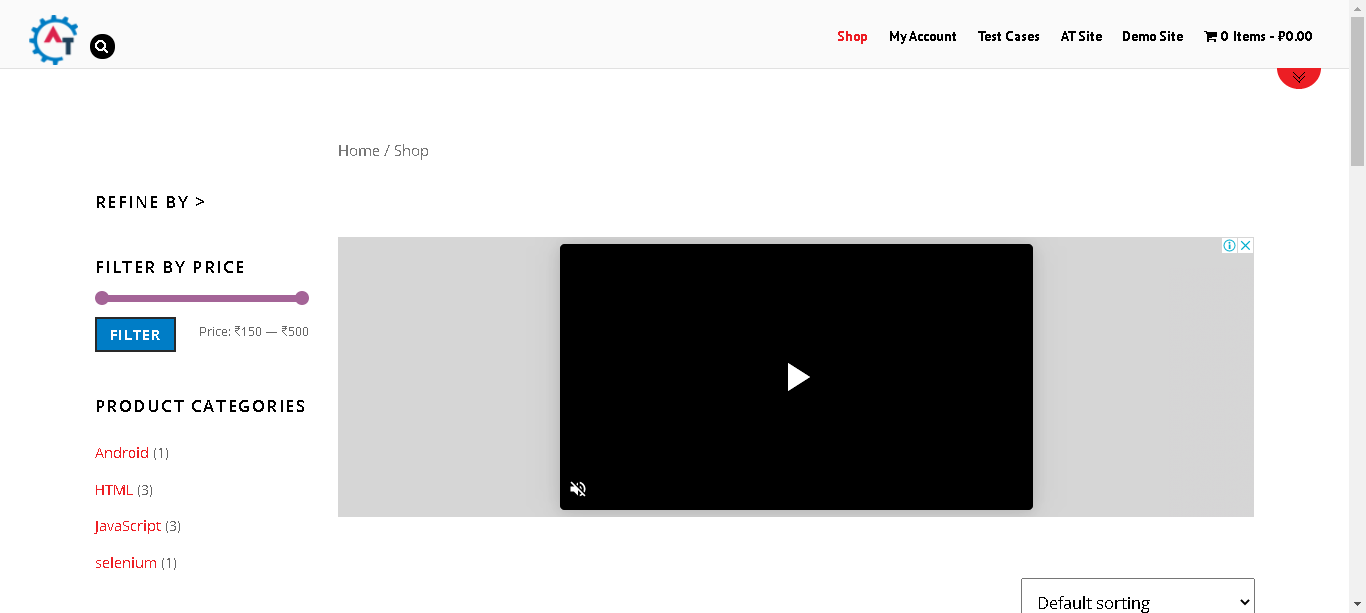 AT
Shop
My Account
Test Cases
AT Site
Demo Site
0 Items - ₽0.00
Home / Shop
REFINE BY >
FILTER BY PRICE
FILTER
Price: ₹150 — ₹500
PRODUCT CATEGORIES
Android (1)
HTML (3)
JavaScript (3)
selenium (1)
Default sorting